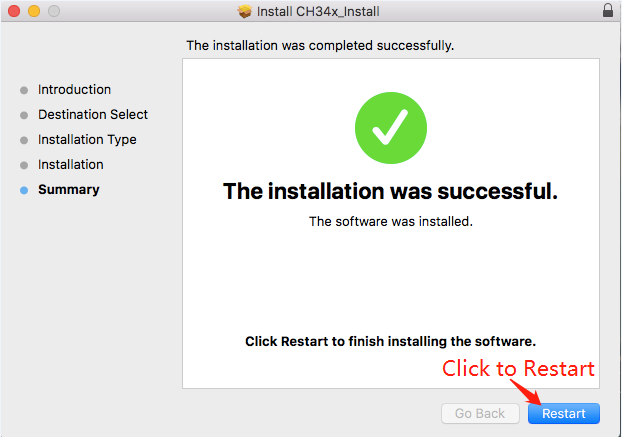 Install CH34x_Install
The installation was completed successfully.
Introduction
Destination Select
Installation Type
Installation
Summary
The installation was successful.
The software was installed.
Click Restart to finish installing the software.
Click to Restart
Go Back
Restart